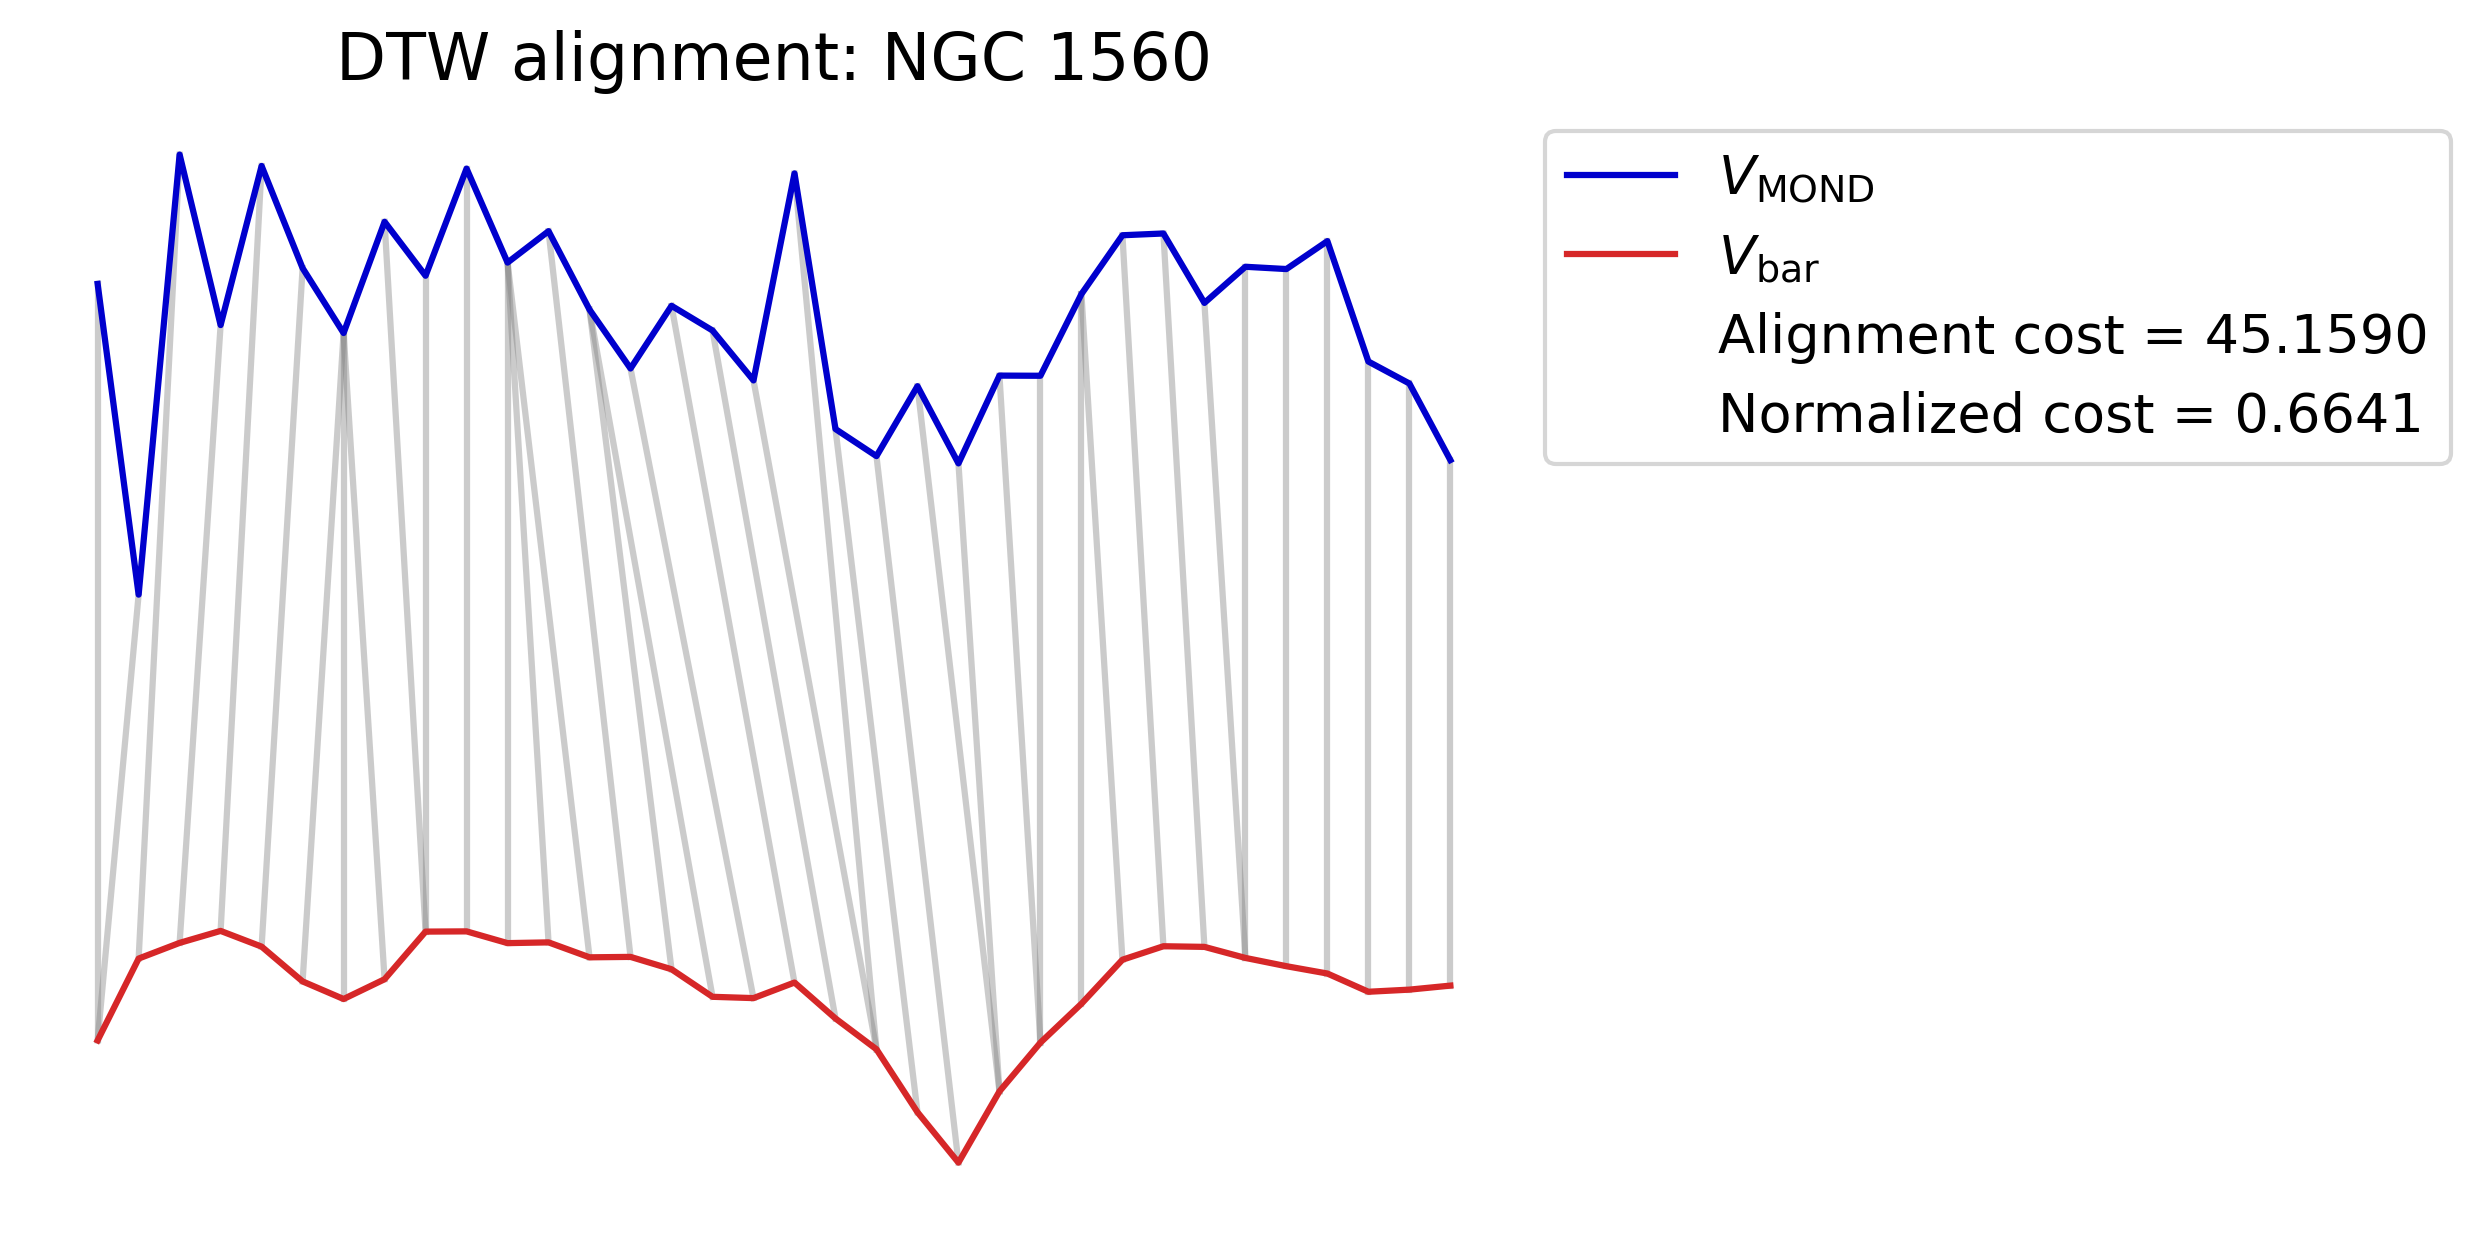 DTW alignment: NGC 1560
V_MOND
V_bar
Alignment cost = 45.1590
Normalized cost = 0.6641